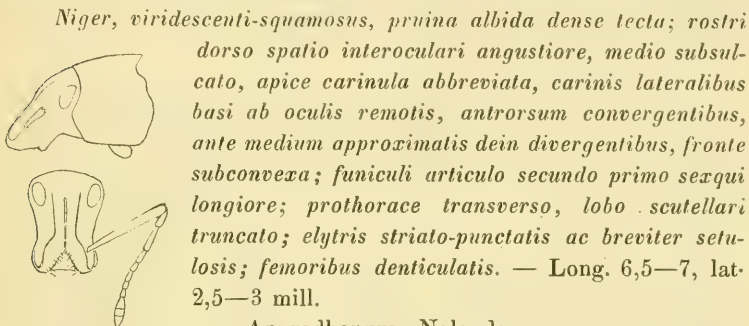 Niger, viridescenti-squamosus, pruina albida dense tecta; rostri
dorso spatio interoculari angustiore, medio subsul-
cato, apice carinula abbreviata, carinis lateralibus
basi ab oculis remotis, antrorsum convergentibus,
ante medium approximatis dein divergentibus, fronte
subconvexa; funiculi articulo secundo primo sexqui
longiore; prothorace transverso, lobo scutellari
truncato; elytris striato-punctatis ac breviter setu-
losis; femoribus denticulatis. — Long. 6,5—7, lat.
2,5—3 mill.